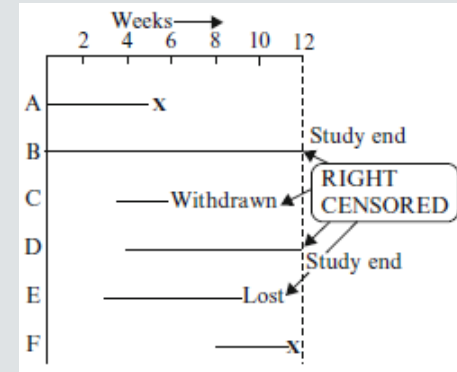 Weeks
2 4 6 8 10 12
A x
Study end
B
RIGHT
CENSORED
C Withdrawn
D
Study end
E Lost
F x